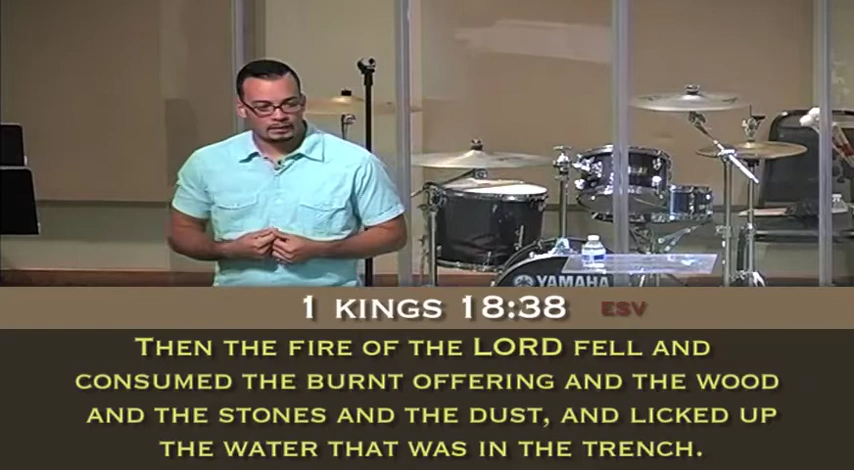 YAMAHA
1 KINGS 18:38 ESV
THEN THE FIRE OF THE LORD FELL AND
CONSUMED THE BURNT OFFERING AND THE WOOD
AND THE STONES AND THE DUST, AND LICKED UP
THE WATER THAT WAS IN THE TRENCH.